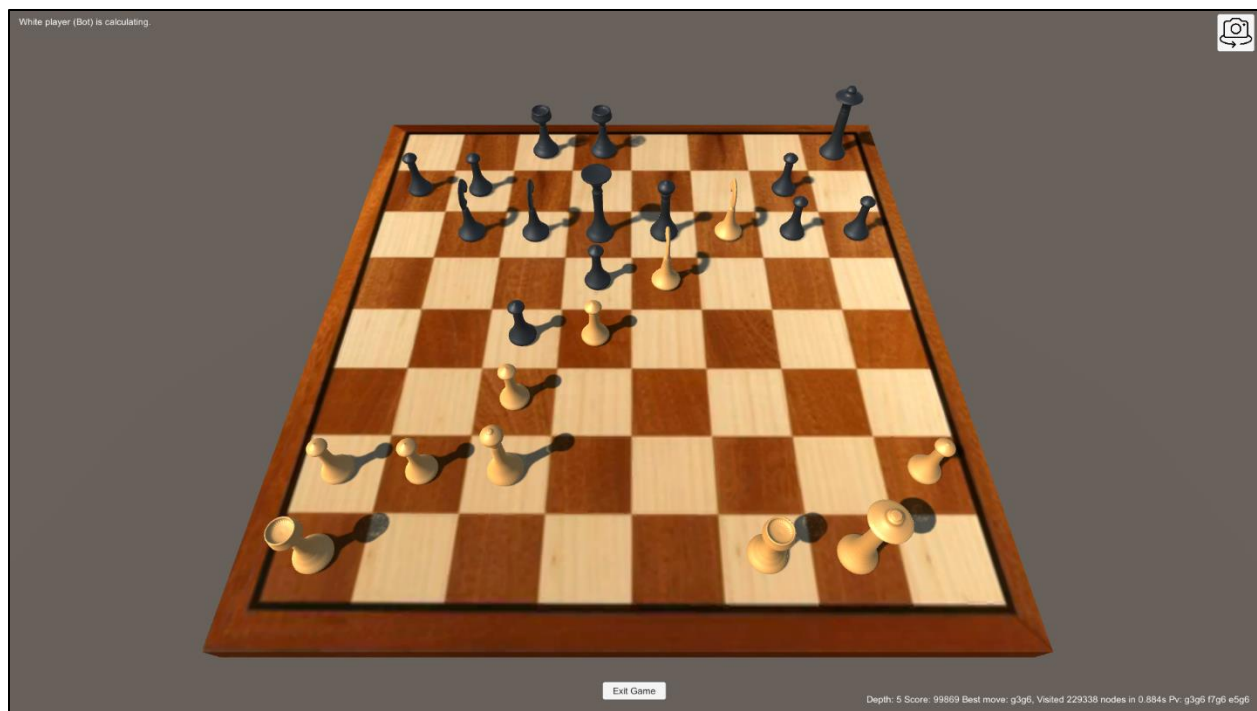 White player (Bot) is calculating.
Exit Game
Depth: 5 Score: 99869 Best move: g3g6, Visited 229338 nodes in 0.884s Pv: g3g6 f7g6 e5g6